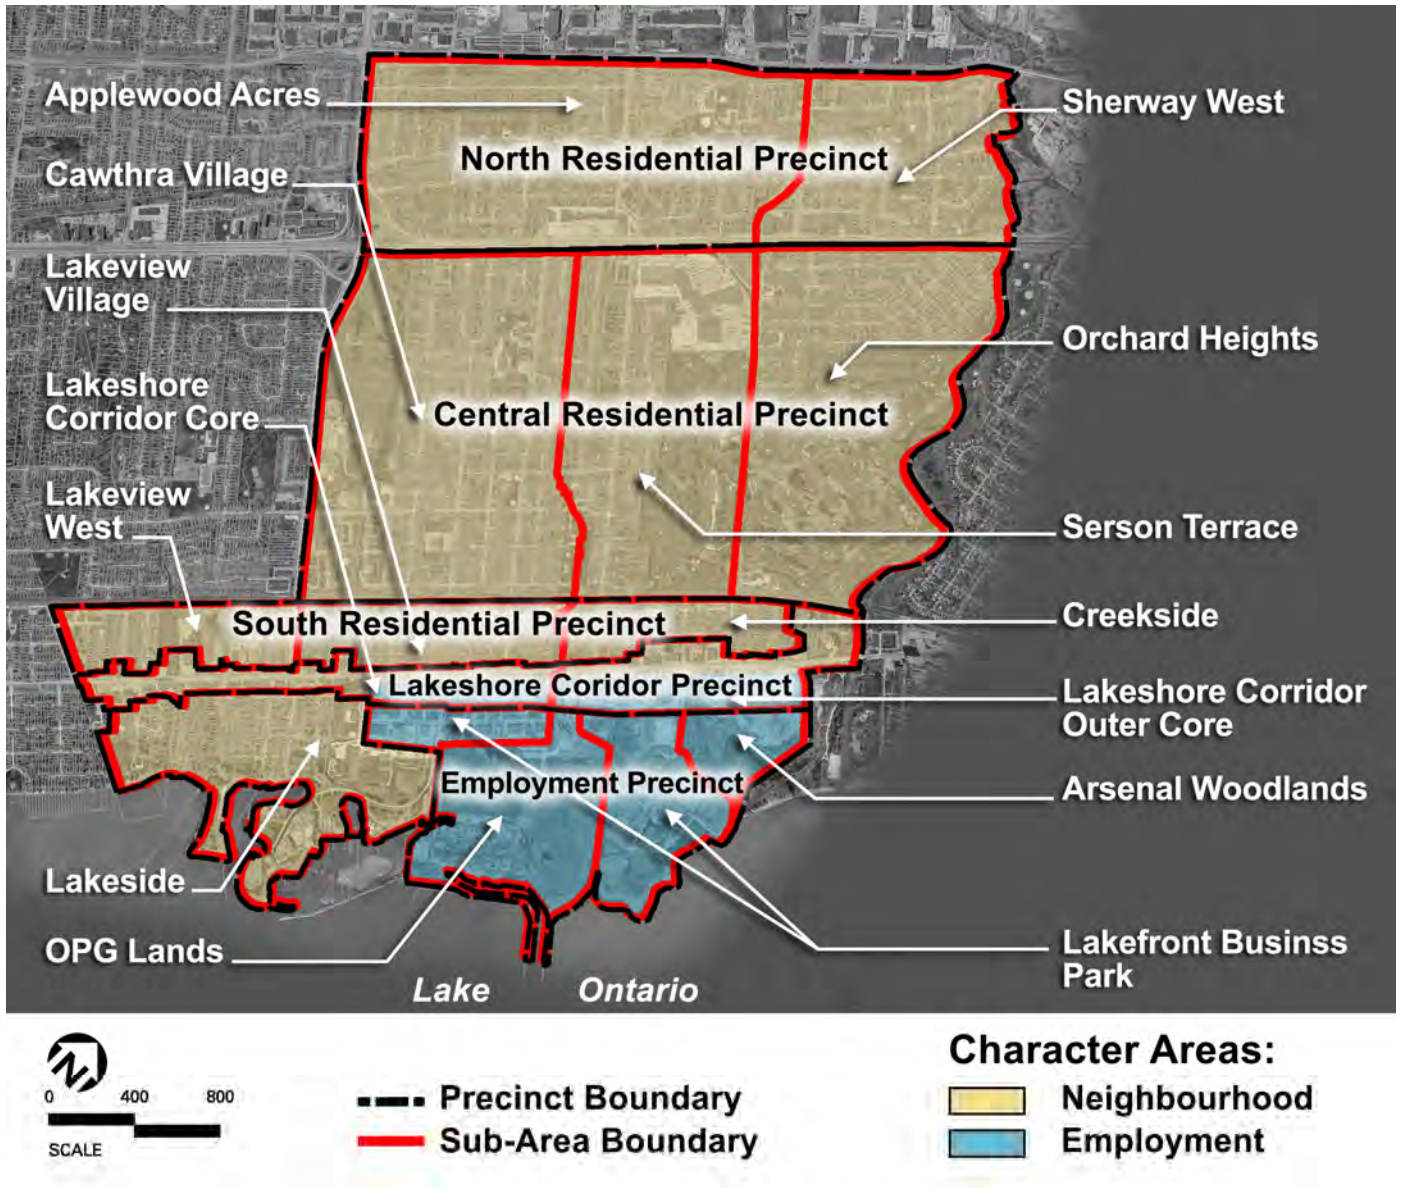 Applewood Acres
Sherway West
North Residential Precinct
Cawthra Village
Lakeview
Village
Orchard Heights
Lakeshore
Corridor Core
Central Residential Precinct
Lakeview
West
Serson Terrace
South Residential Precinct
Creekside
Lakeshore Coridor Precinct
Lakeshore Corridor
Outer Core
Employment Precinct
Arsenal Woodlands
Lakeside
OPG Lands
Lakefront Businss
Park
Lake Ontario
N
0 400 800
SCALE
Precinct Boundary
Sub-Area Boundary
Character Areas:
Neighbourhood
Employment